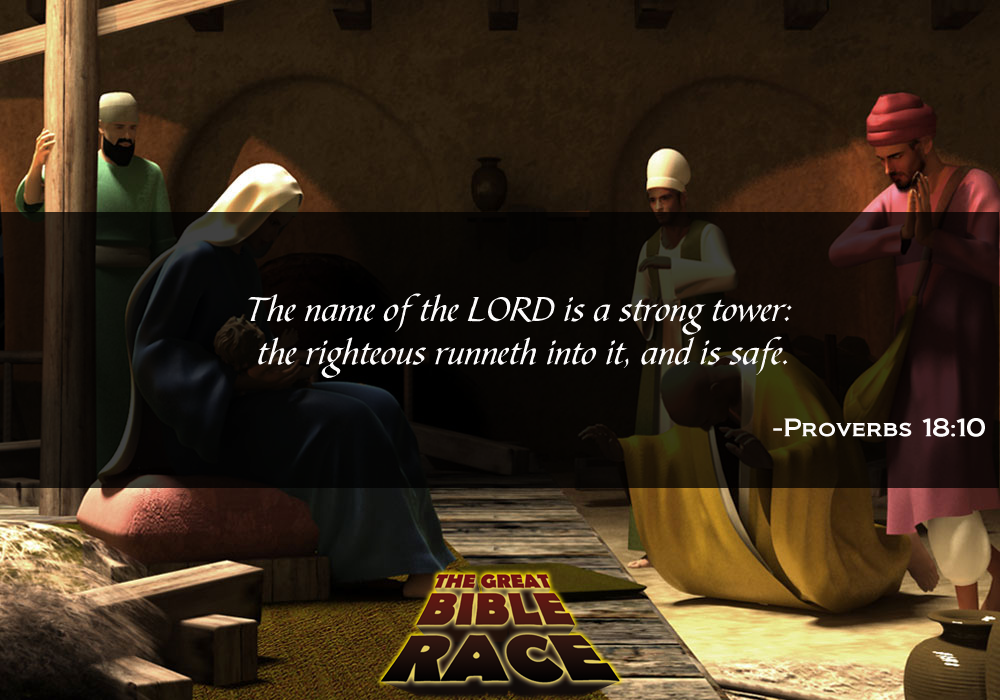 The name of the LORD is a strong tower:
the righteous runneth into it, and is safe.
-Proverbs 18:10
THE GREAT
BIBLE
RACE